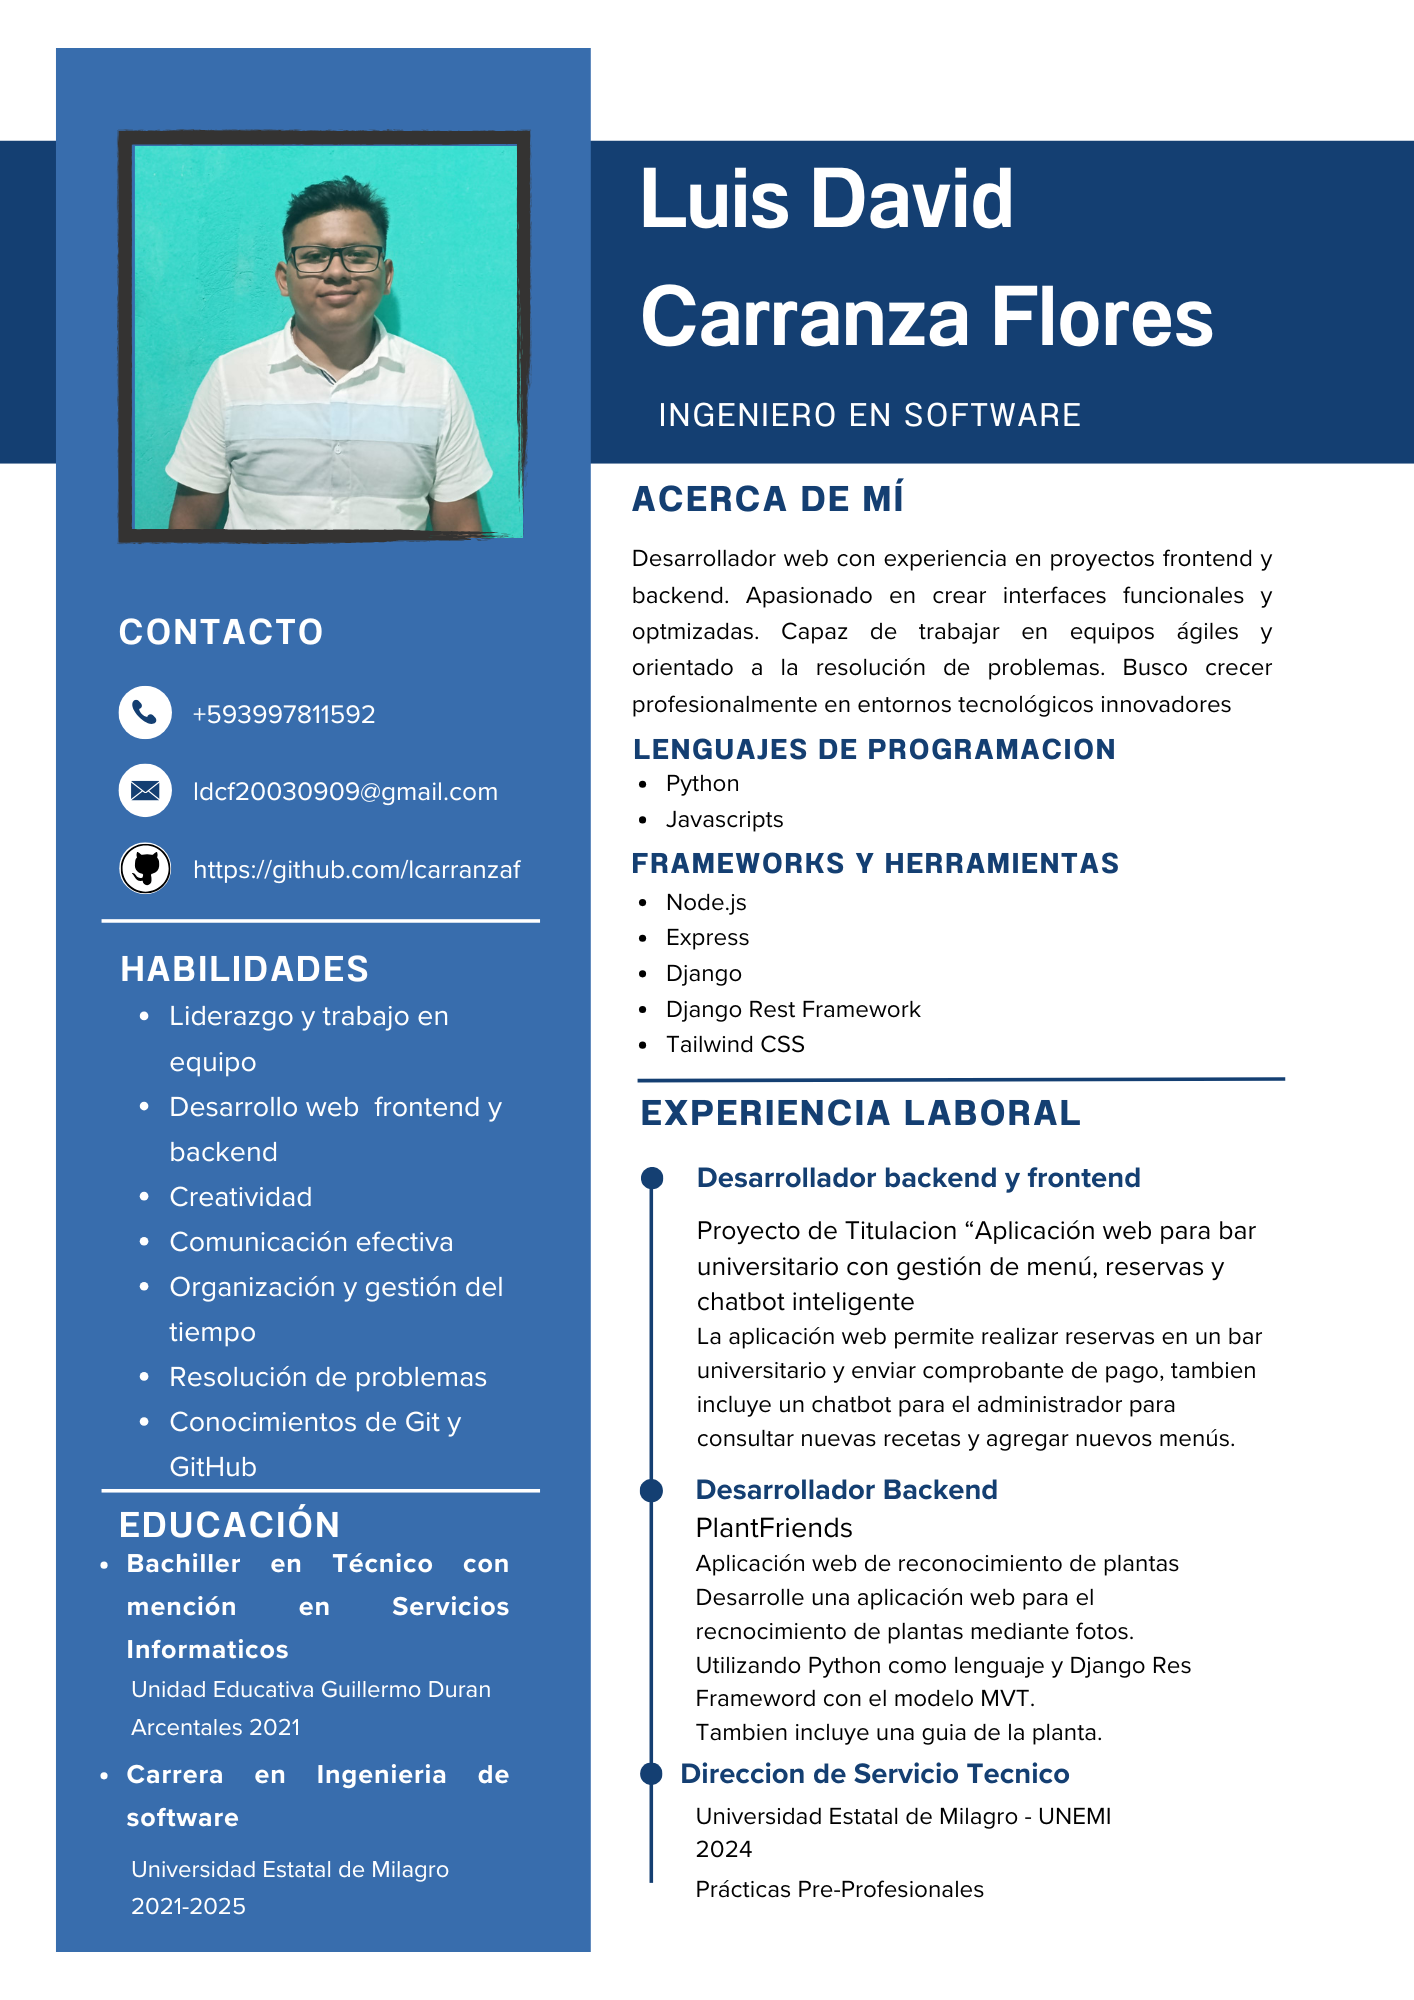 Luis David
Carranza Flores
INGENIERO EN SOFTWARE
CONTACTO
+593997811592
ldcf20030909@gmail.com
https://github.com/lcarranzaf
HABILIDADES
• Liderazgo y trabajo en
equipo
• Desarrollo web  frontend y
backend
• Creatividad
• Comunicación efectiva
• Organización y gestión del
tiempo
• Resolución de problemas
• Conocimientos de Git y
GitHub
EDUCACIÓN
• Bachiller en Técnico con
mención en Servicios
Informaticos
Unidad Educativa Guillermo Duran
Arcentales 2021
• Carrera en Ingenieria de
software
Universidad Estatal de Milagro
2021-2025
ACERCA DE MÍ
Desarrollador web con experiencia en proyectos frontend y
backend. Apasionado en crear interfaces funcionales y
optmizadas. Capaz de trabajar en equipos ágiles y
orientado a la resolución de problemas. Busco crecer
profesionalmente en entornos tecnológicos innovadores
LENGUAJES DE PROGRAMACION
• Python
• Javascripts
FRAMEWORKS Y HERRAMIENTAS
• Node.js
• Express
• Django
• Django Rest Framework
• Tailwind CSS
EXPERIENCIA LABORAL
Desarrollador backend y frontend
Proyecto de Titulacion “Aplicación web para bar
universitario con gestión de menú, reservas y
chatbot inteligente
La aplicación web permite realizar reservas en un bar
universitario y enviar comprobante de pago, tambien
incluye un chatbot para el administrador para
consultar nuevas recetas y agregar nuevos menús.
Desarrollador Backend
PlantFriends
Aplicación web de reconocimiento de plantas
Desarrolle una aplicación web para el
recnocimiento de plantas mediante fotos.
Utilizando Python como lenguaje y Django Res
Frameword con el modelo MVT.
Tambien incluye una guia de la planta.
Direccion de Servicio Tecnico
Universidad Estatal de Milagro - UNEMI
2024
Prácticas Pre-Profesionales